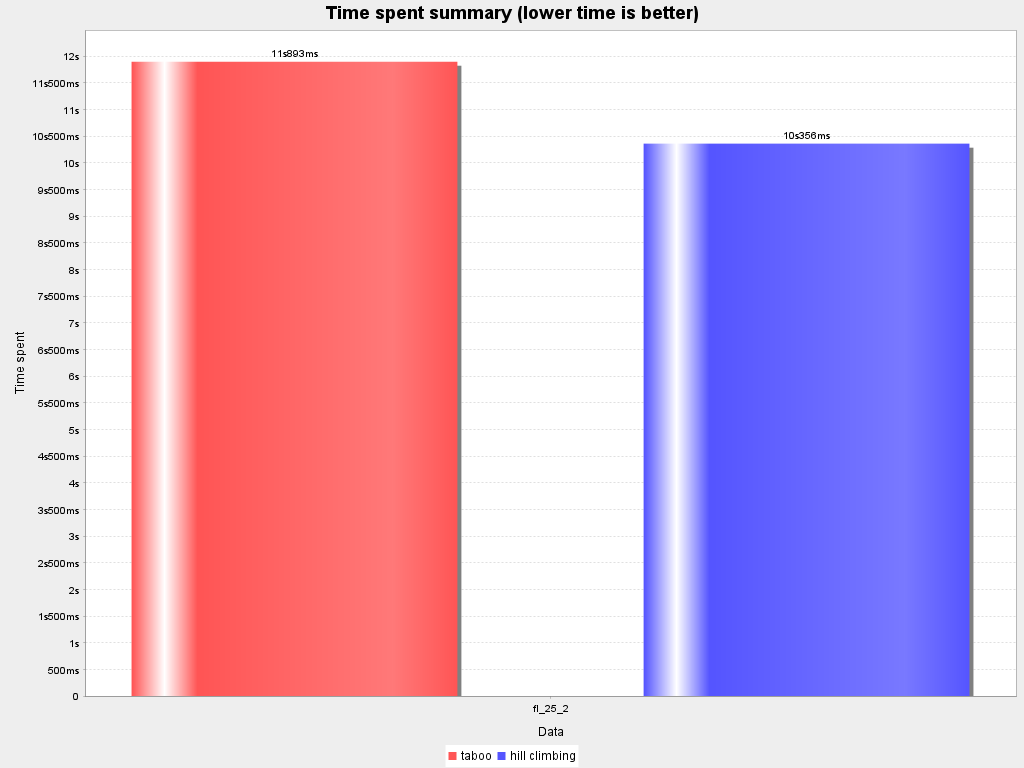 Time spent summary (lower time is better)
11s893ms
12s
11s500ms
11s
10s500ms
10s356ms
10s
9s500ms
9s
8s500ms
8s
7s500ms
7s
6s500ms
6s
5s500ms
5s
4s500ms
4s
3s500ms
3s
2s500ms
2s
1s500ms
1s
500ms
0
Time spent
fl_25_2
Data
taboo hill climbing